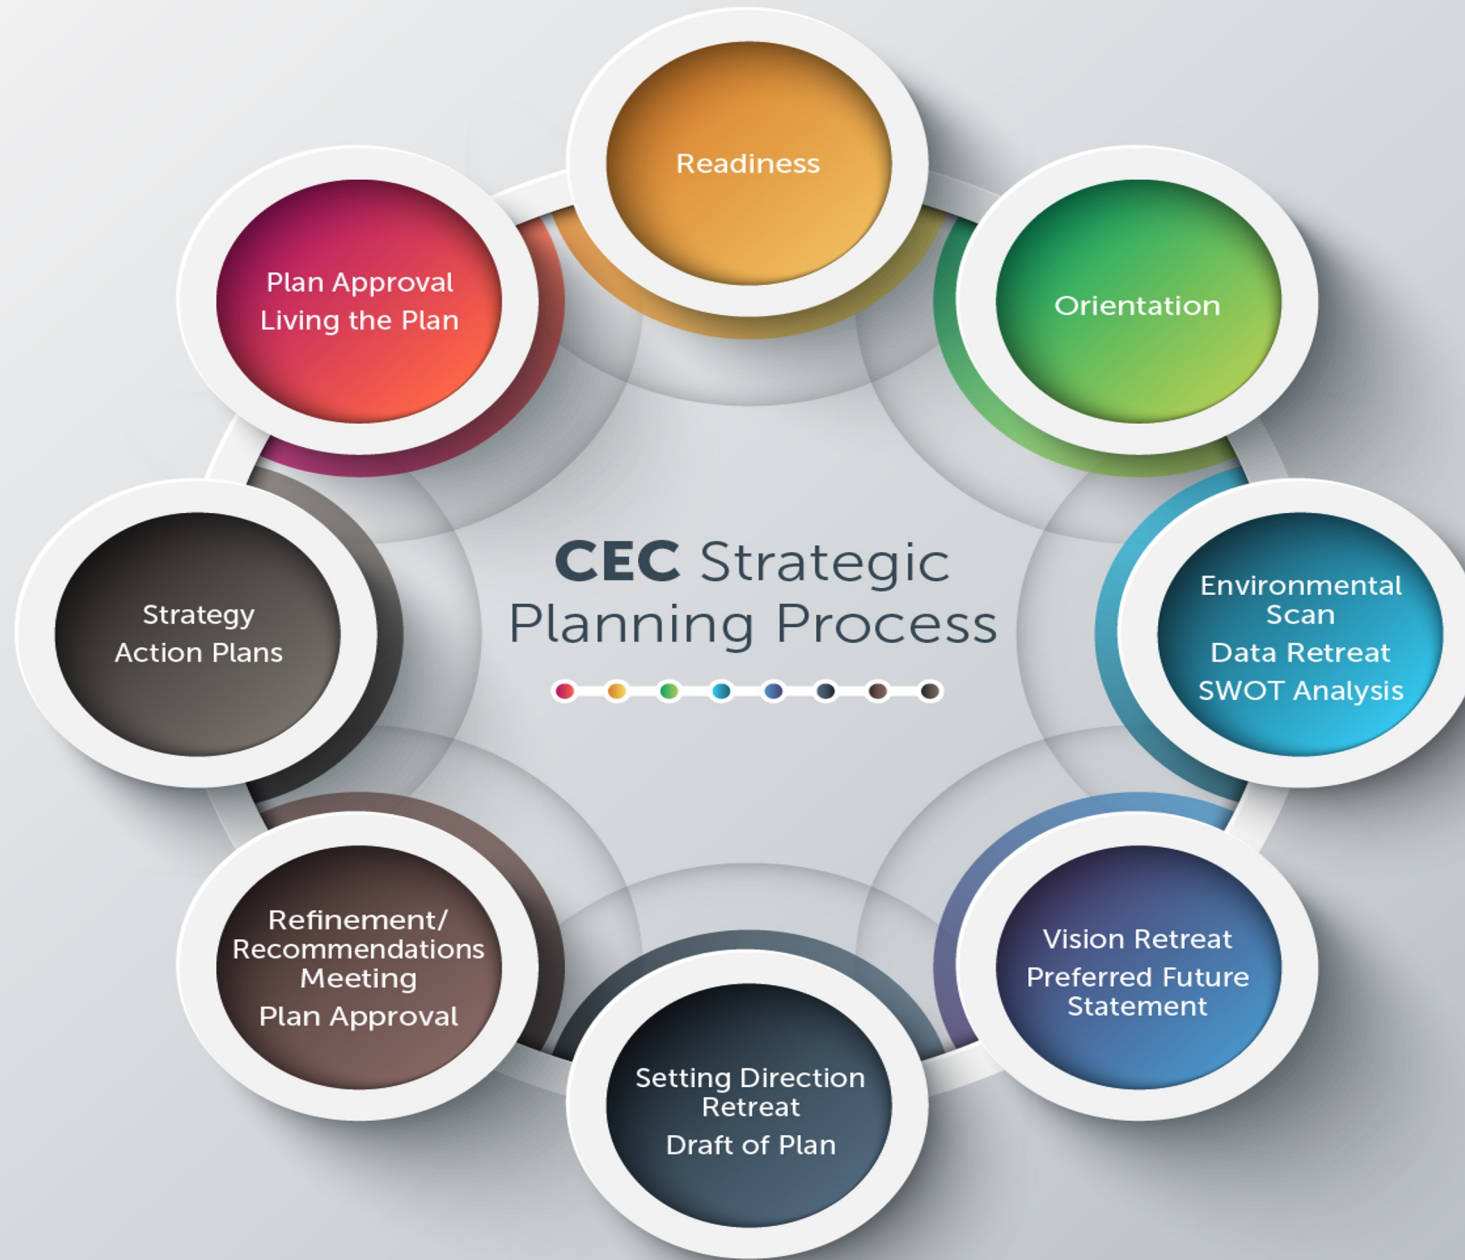 Readiness
Orientation
Environmental
Scan
Data Retreat
SWOT Analysis
Vision Retreat
Preferred Future
Statement
Setting Direction
Retreat
Draft of Plan
Refinement/
Recommendations
Meeting
Plan Approval
Strategy
Action Plans
Plan Approval
Living the Plan
CEC Strategic
Planning Process